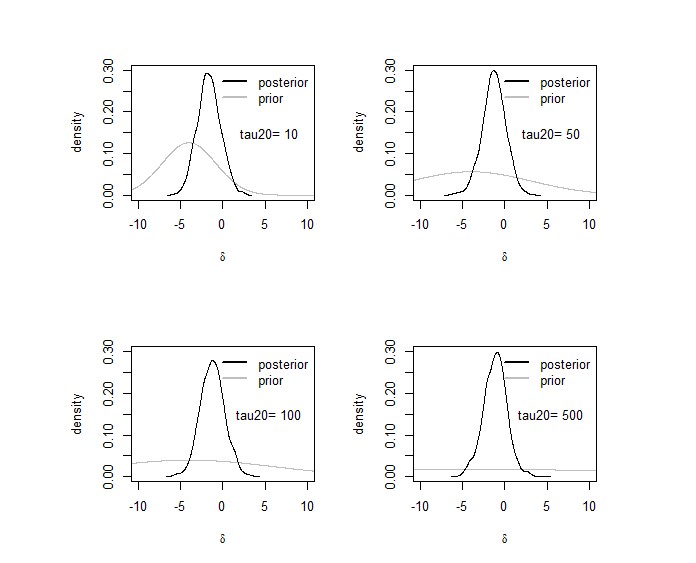 density
0.00 0.10 0.20 0.30
posterior
prior
tau20= 10
-10 -5 0 5 10
δ
density
0.00 0.10 0.20 0.30
posterior
prior
tau20= 50
-10 -5 0 5 10
δ
density
0.00 0.10 0.20 0.30
posterior
prior
tau20= 100
-10 -5 0 5 10
δ
density
0.00 0.10 0.20 0.30
posterior
prior
tau20= 500
-10 -5 0 5 10
δ